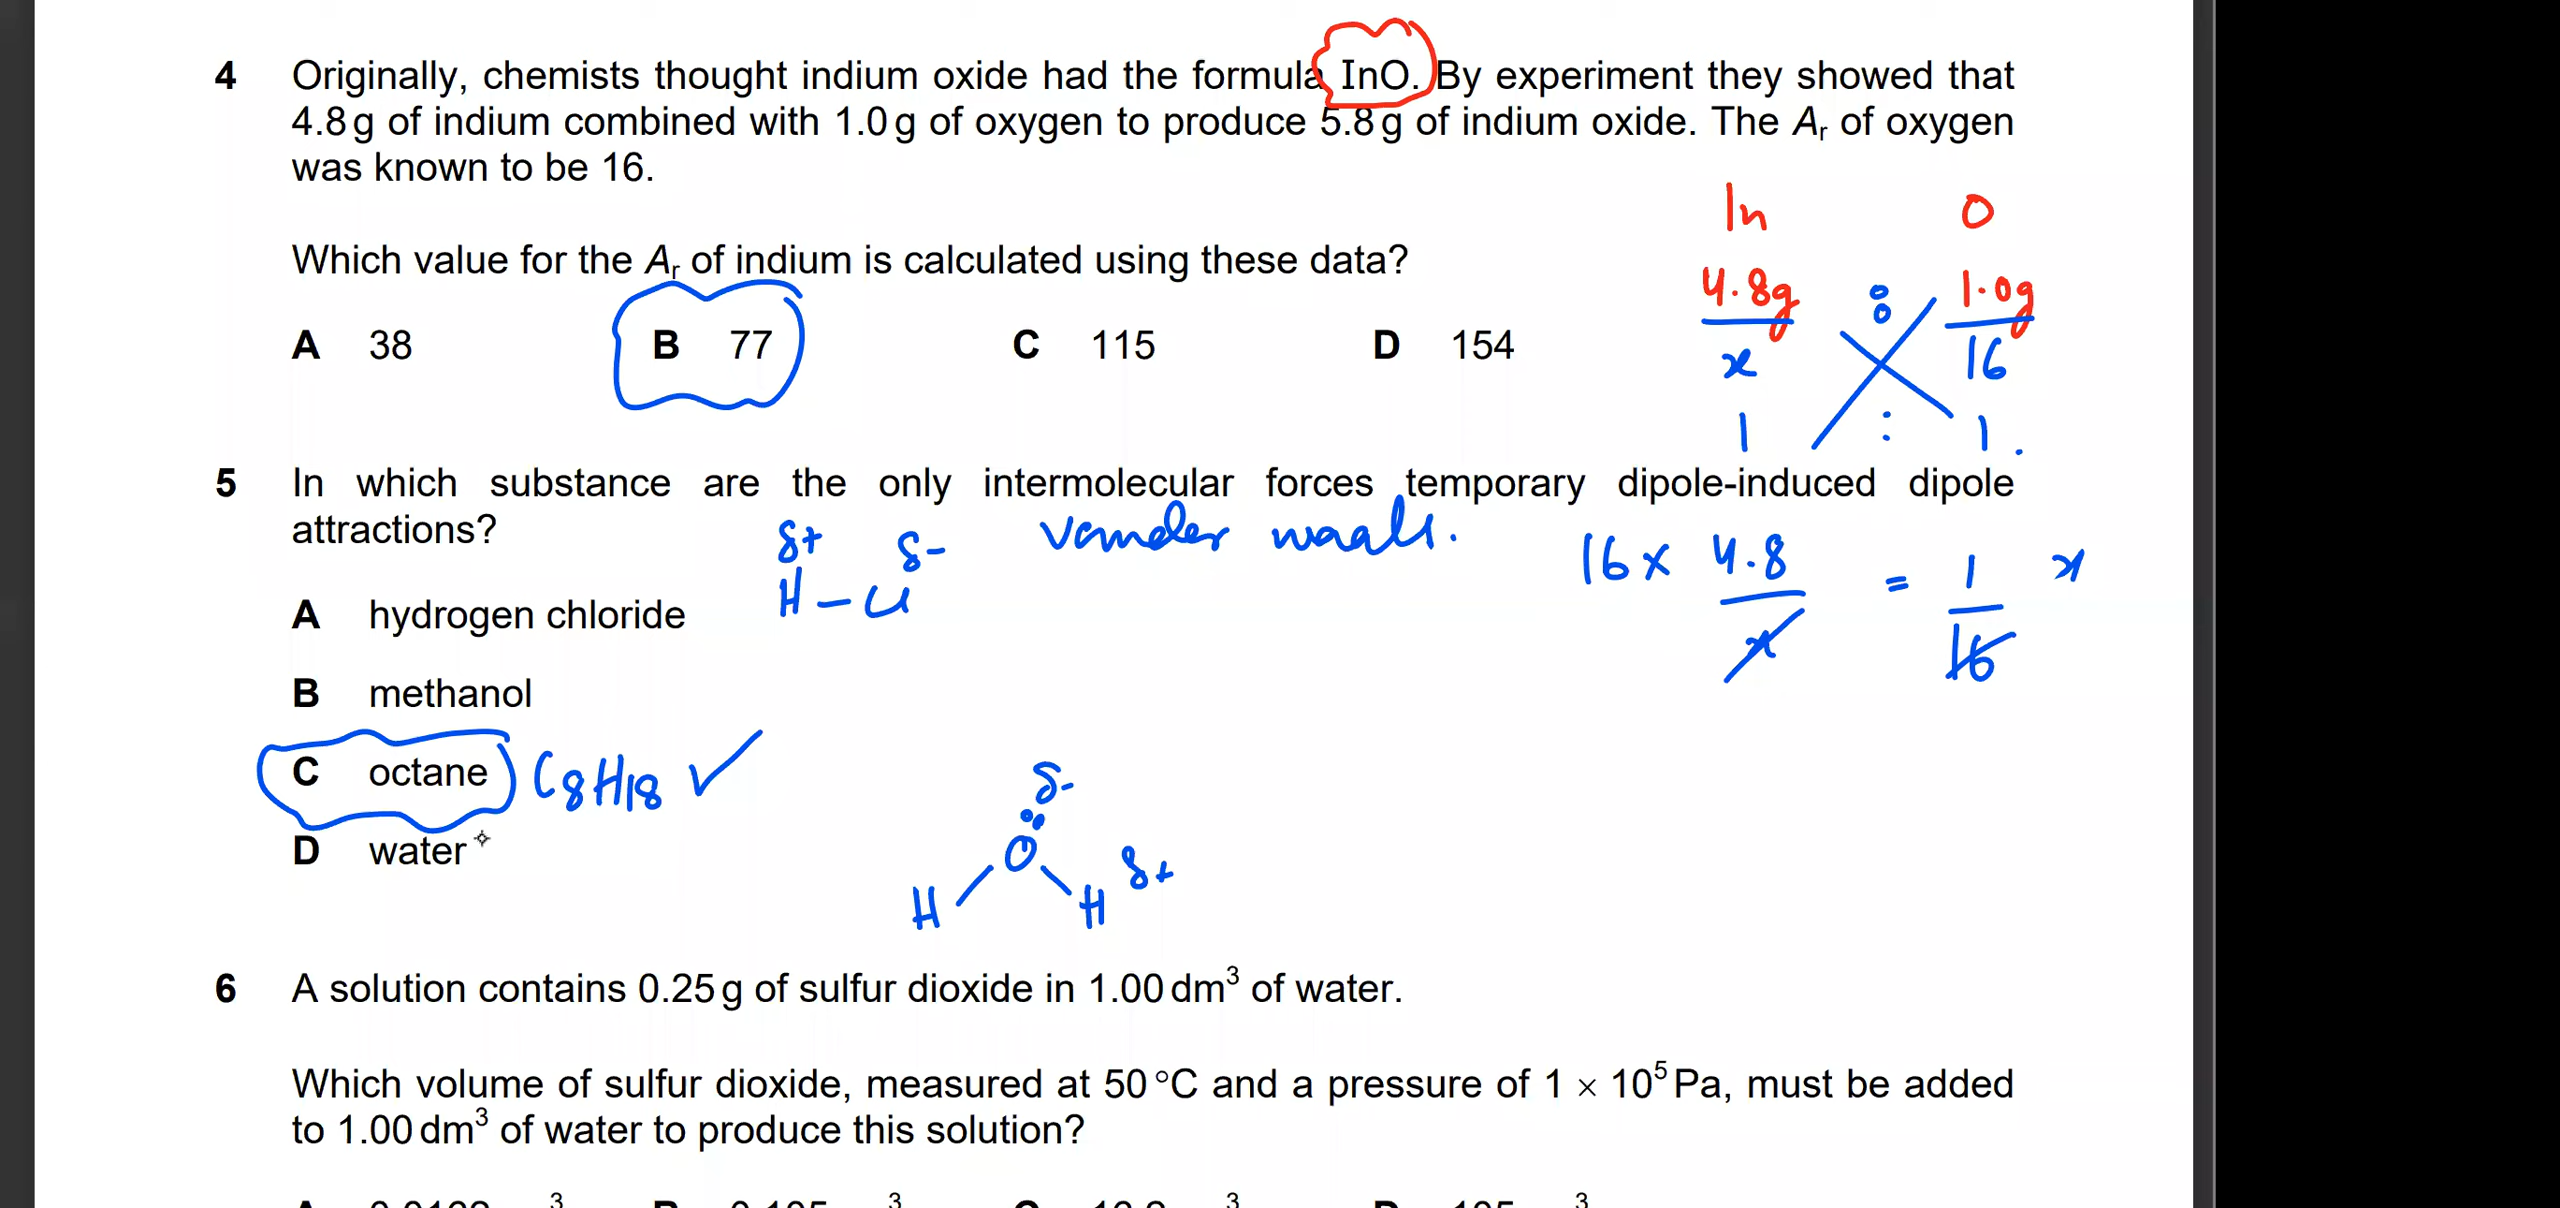 4 Originally, chemists thought indium oxide had the formula InO. By experiment they showed that
4.8 g of indium combined with 1.0 g of oxygen to produce 5.8 g of indium oxide. The Ar of oxygen
was known to be 16.
In O
Which value for the Ar of indium is calculated using these data?
4.8g : 1.0g
A 38 B 77 C 115 D 154
x 16
1 : 1.
5 In which substance are the only intermolecular forces temporary dipole-induced dipole
attractions?
δ+ δ- vander waals.
16 x 4.8 = 1 x
x 16
H – Cl
A hydrogen chloride
B methanol
C octane C8H18 ✓
δ-
D water
O
H H δ+
6 A solution contains 0.25 g of sulfur dioxide in 1.00 dm³ of water.
Which volume of sulfur dioxide, measured at 50 °C and a pressure of 1 × 10⁵ Pa, must be added
to 1.00 dm³ of water to produce this solution?